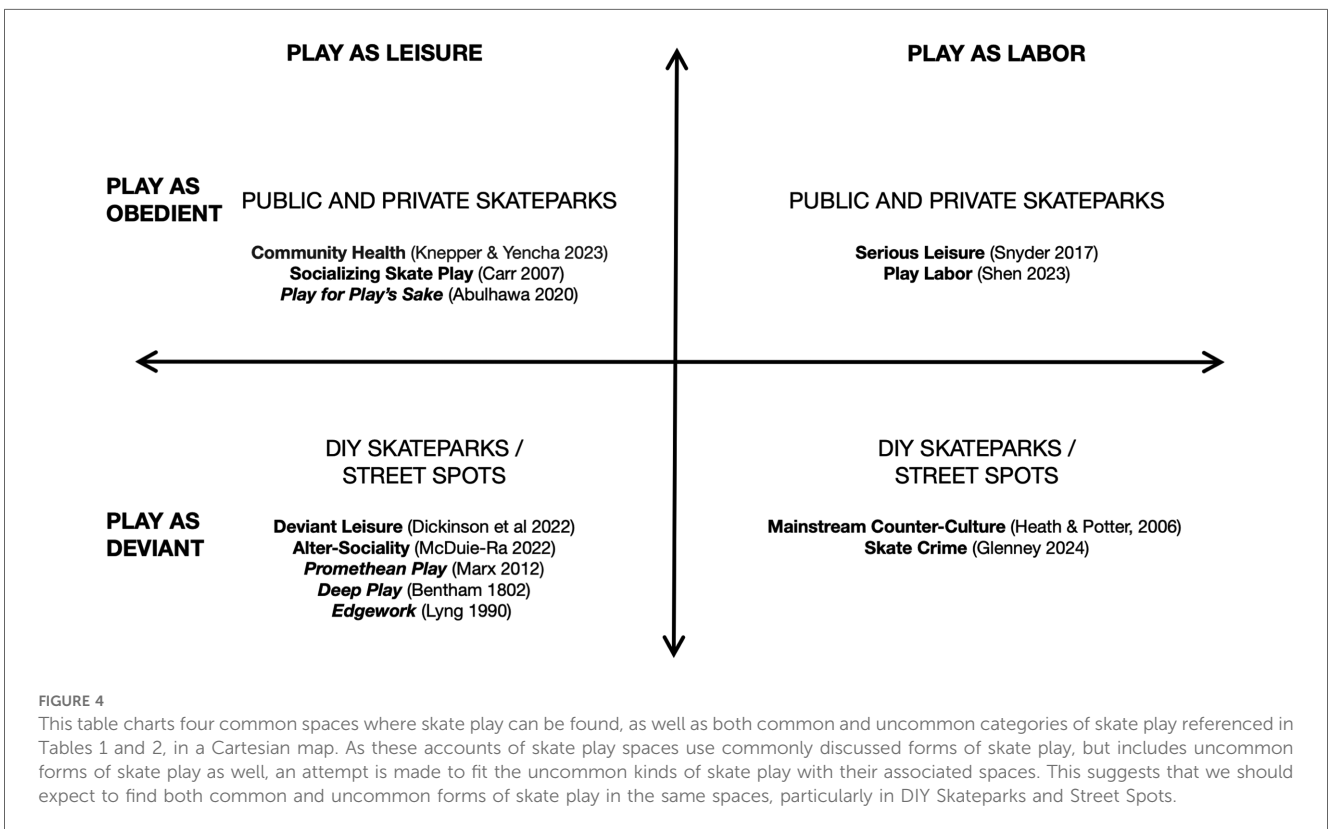 PLAY AS LEISURE
PLAY AS LABOR
PLAY AS
OBEDIENT
PUBLIC AND PRIVATE SKATEPARKS
Community Health (Knepper & Yencha 2023)
Socializing Skate Play (Carr 2007)
Play for Play's Sake (Abulhawa 2020)
PUBLIC AND PRIVATE SKATEPARKS
Serious Leisure (Snyder 2017)
Play Labor (Shen 2023)
PLAY AS
DEVIANT
DIY SKATEPARKS /
STREET SPOTS
Deviant Leisure (Dickinson et al 2022)
Alter-Sociality (McDuie-Ra 2022)
Promethean Play (Marx 2012)
Deep Play (Bentham 1802)
Edgework (Lyng 1990)
DIY SKATEPARKS /
STREET SPOTS
Mainstream Counter-Culture (Heath & Potter, 2006)
Skate Crime (Glenney 2024)
FIGURE 4
This table charts four common spaces where skate play can be found, as well as both common and uncommon categories of skate play referenced in
Tables 1 and 2, in a Cartesian map. As these accounts of skate play spaces use commonly discussed forms of skate play, but includes uncommon
forms of skate play as well, an attempt is made to fit the uncommon kinds of skate play with their associated spaces. This suggests that we should
expect to find both common and uncommon forms of skate play in the same spaces, particularly in DIY Skateparks and Street Spots.